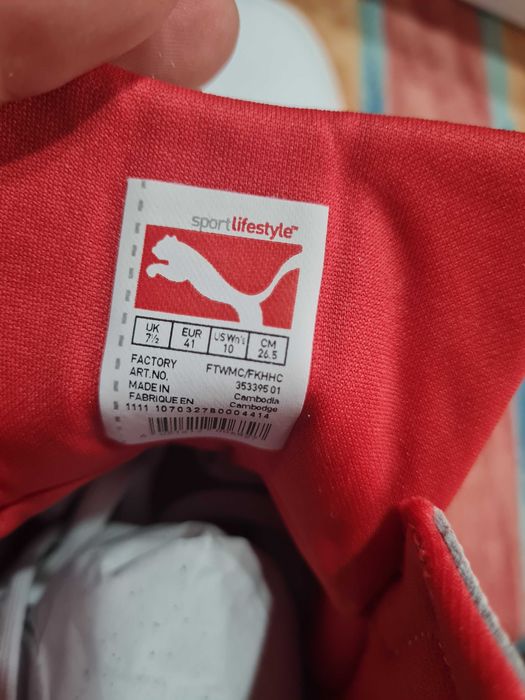 sportlifestyle™
UK EUR US Wn's CM
7½ 41 10 26.5
FACTORY FTWMC/FKHHC
ART.NO. 353395 01
MADE IN Cambodia
FABRIQUE EN Cambodge
1111 107032780004414